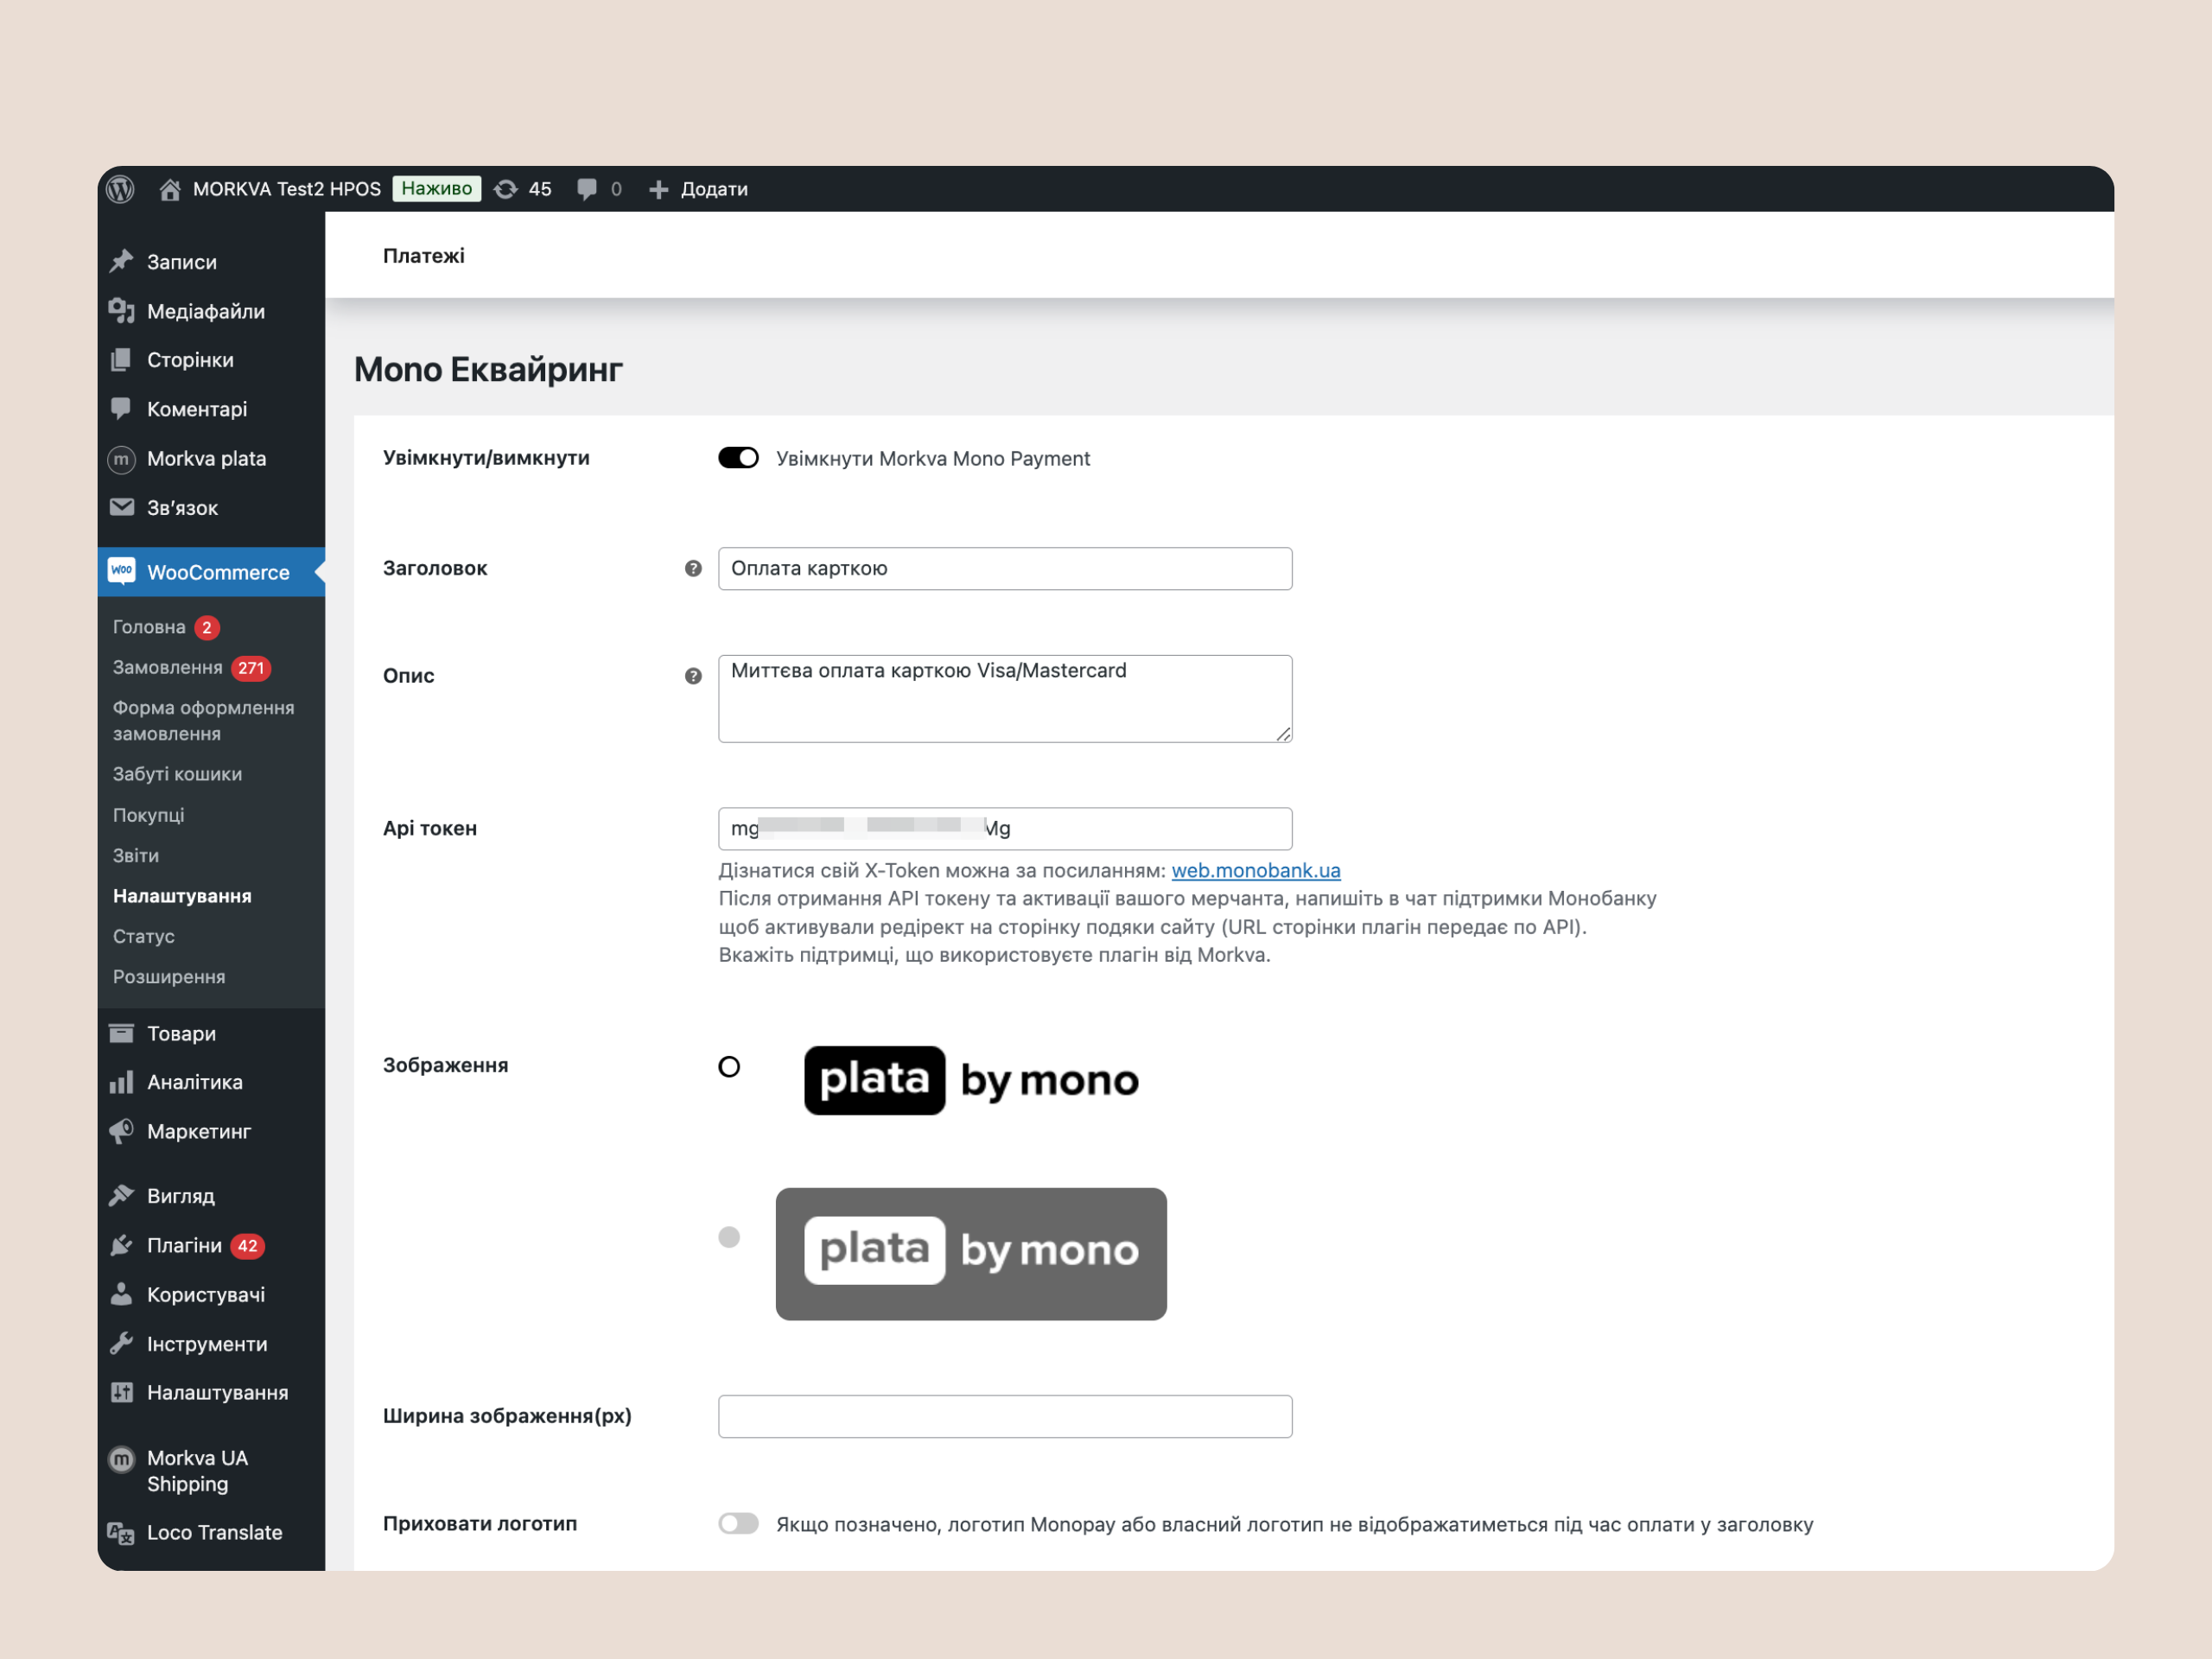 MORKVA Test2 HPOS Наживо 45 0 Додати
Записи
Медіафайли
Сторінки
Коментарі
Morkva plata
Зв’язок
WooCommerce
Головна 2
Замовлення 271
Форма оформлення
замовлення
Забуті кошики
Покупці
Звіти
Налаштування
Статус
Розширення
Товари
Аналітика
Маркетинг
Вигляд
Плагіни 42
Користувачі
Інструменти
Налаштування
Morkva UA
Shipping
Loco Translate
Платежі
Mono Еквайринг
Увімкнути/вимкнути
Увімкнути Morkva Mono Payment
Заголовок
Оплата карткою
Опис
Миттєва оплата карткою Visa/Mastercard
Арі токен
mg Mg
Дізнатися свій X-Token можна за посиланням: web.monobank.ua
Після отримання API токену та активації вашого мерчанта, напишіть в чат підтримки Монобанку
щоб активували редірект на сторінку подяки сайту (URL сторінки плагін передає по API).
Вкажіть підтримці, що використовуєте плагін від Morkva.
Зображення
plata by mono
plata by mono
Ширина зображення(px)
Приховати логотип
Якщо позначено, логотип Monopay або власний логотип не відображатиметься під час оплати у заголовку